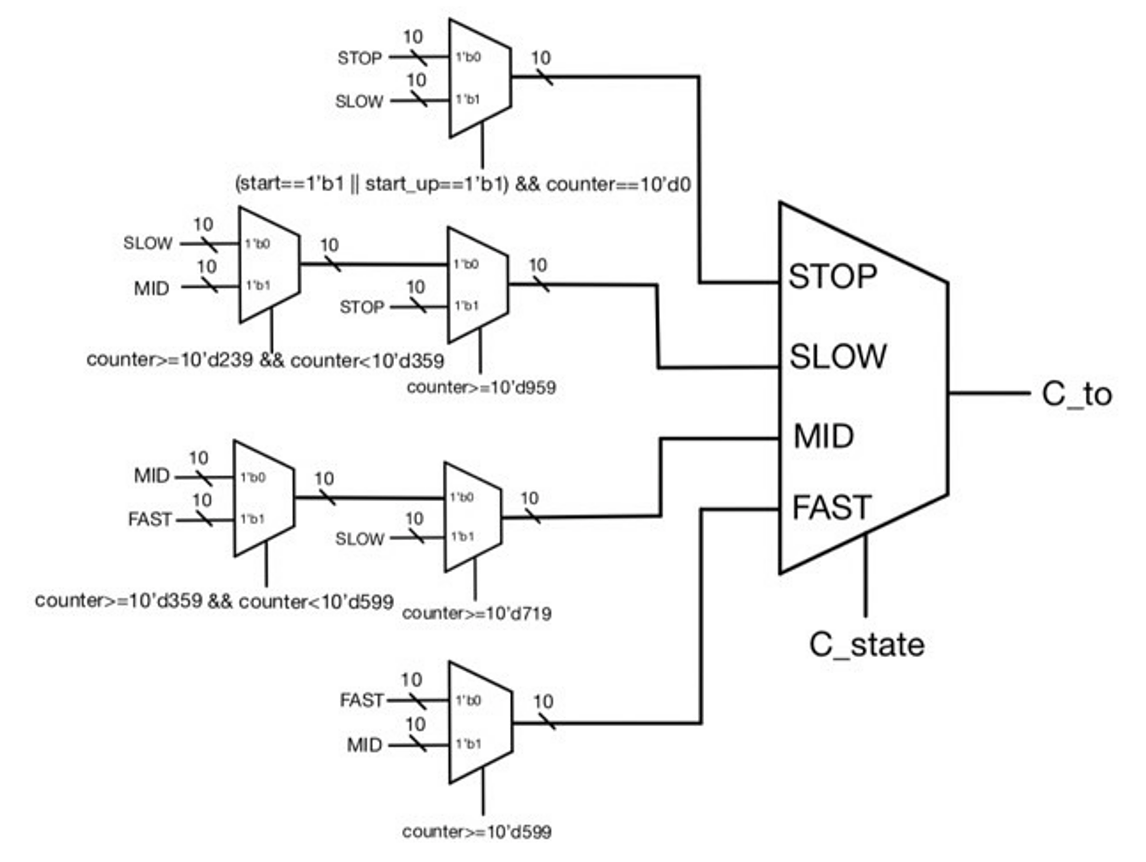 10
STOP
1'b0
10
10
SLOW
1'b1
(start==1'b1 || start_up==1'b1) && counter==10'd0
10
SLOW
1'b0
10
10
MID
1'b1
1'b0
10
10
STOP
1'b1
counter>=10'd239 && counter<10'd359
counter>=10'd959
10
MID
1'b0
10
10
FAST
1'b1
1'b0
10
10
SLOW
1'b1
counter>=10'd359 && counter<10'd599
counter>=10'd719
10
FAST
1'b0
10
10
MID
1'b1
counter>=10'd599
STOP
SLOW
MID
FAST
C_to
C_state